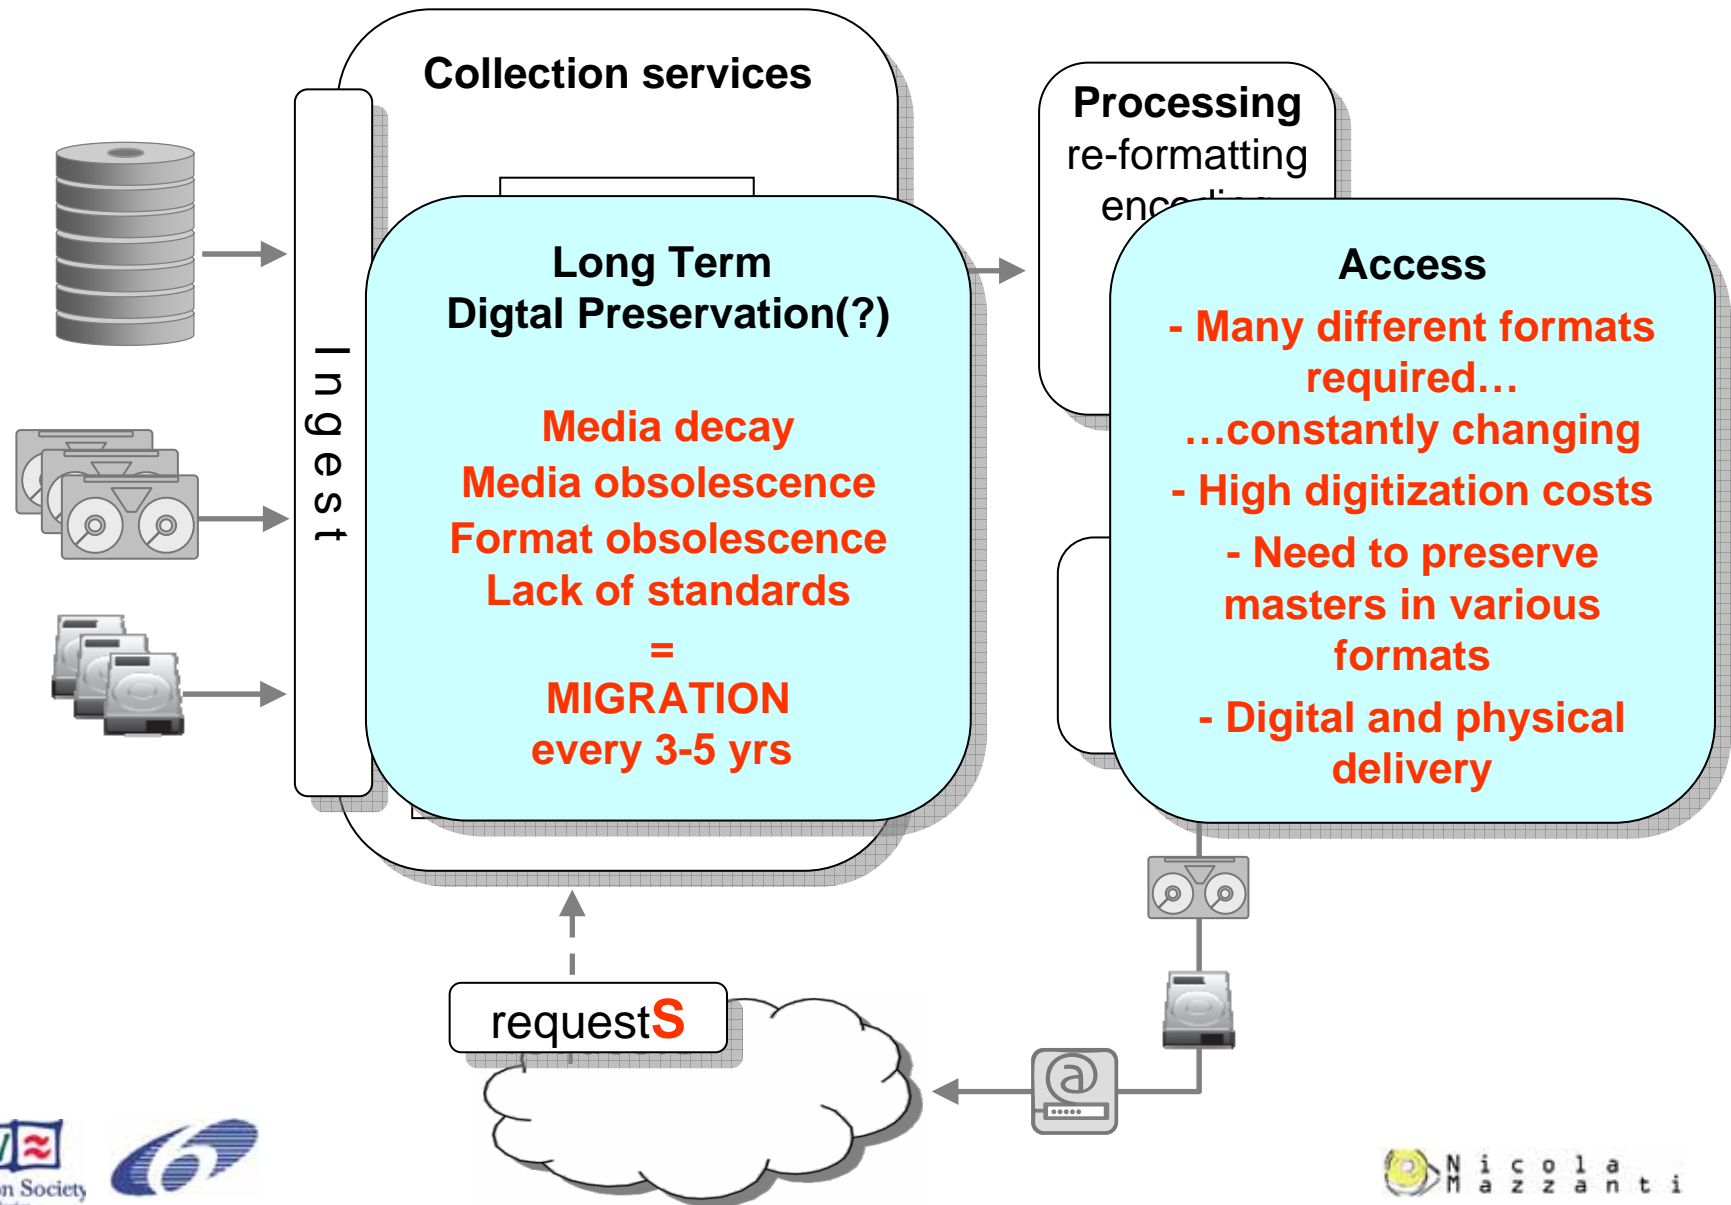 Collection services
Ingest
Long Term
Digtal Preservation(?)
Media decay
Media obsolescence
Format obsolescence
Lack of standards
=
MIGRATION
every 3-5 yrs
Processing
re-formatting
Access
- Many different formats
required…
…constantly changing
- High digitization costs
- Need to preserve
masters in various
formats
- Digital and physical
delivery
requestS
@
Society
Nicola
Mazzanti